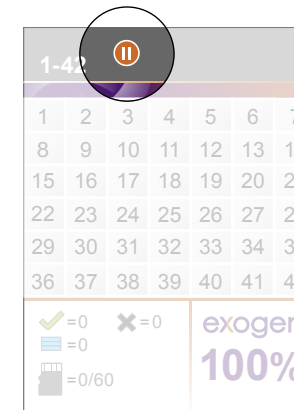 1-42
1 2 3 4 5 6 7
8 9 10 11 12 13 1
15 16 17 18 19 20 2
22 23 24 25 26 27 2
29 30 31 32 33 34 3
36 37 38 39 40 41 4
=0 =0
=0
=0/60
exoger
100%